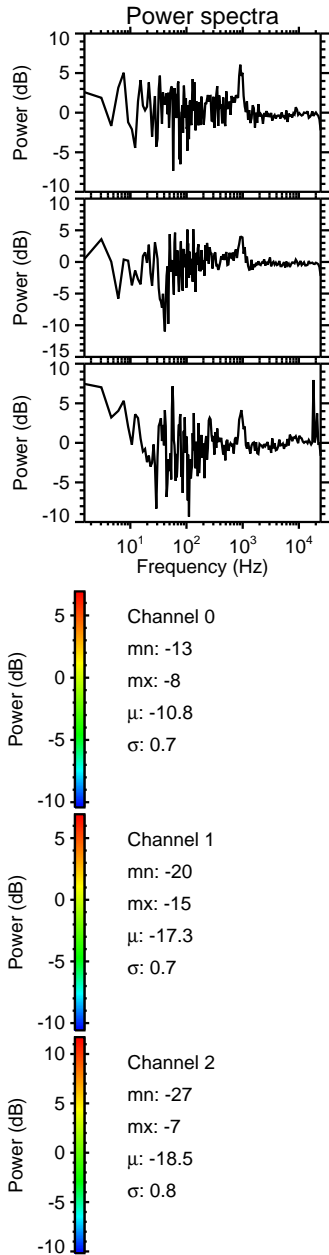 Power spectra
10
5
0
-5
-10
Power (dB)
10
5
0
-5
-10
-15
Power (dB)
10
5
0
-5
-10
Power (dB)
10¹ 10² 10³ 10⁴
Frequency (Hz)
5
0
-5
-10
Power (dB)
Channel 0
mn: -13
mx: -8
μ: -10.8
σ: 0.7
5
0
-5
-10
Power (dB)
Channel 1
mn: -20
mx: -15
μ: -17.3
σ: 0.7
10
5
0
-5
-10
Power (dB)
Channel 2
mn: -27
mx: -7
μ: -18.5
σ: 0.8